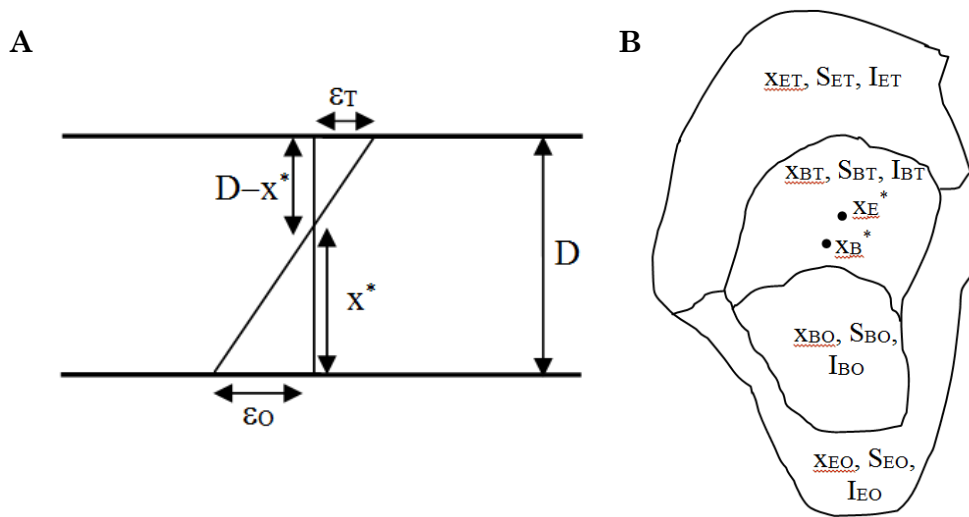 A
εT
D−x*
D
x*
εO
B
xET, SET, IET
xBT, SBT, IBT
xE*
xB*
xBO, SBO,
IBO
xEO, SEO,
IEO